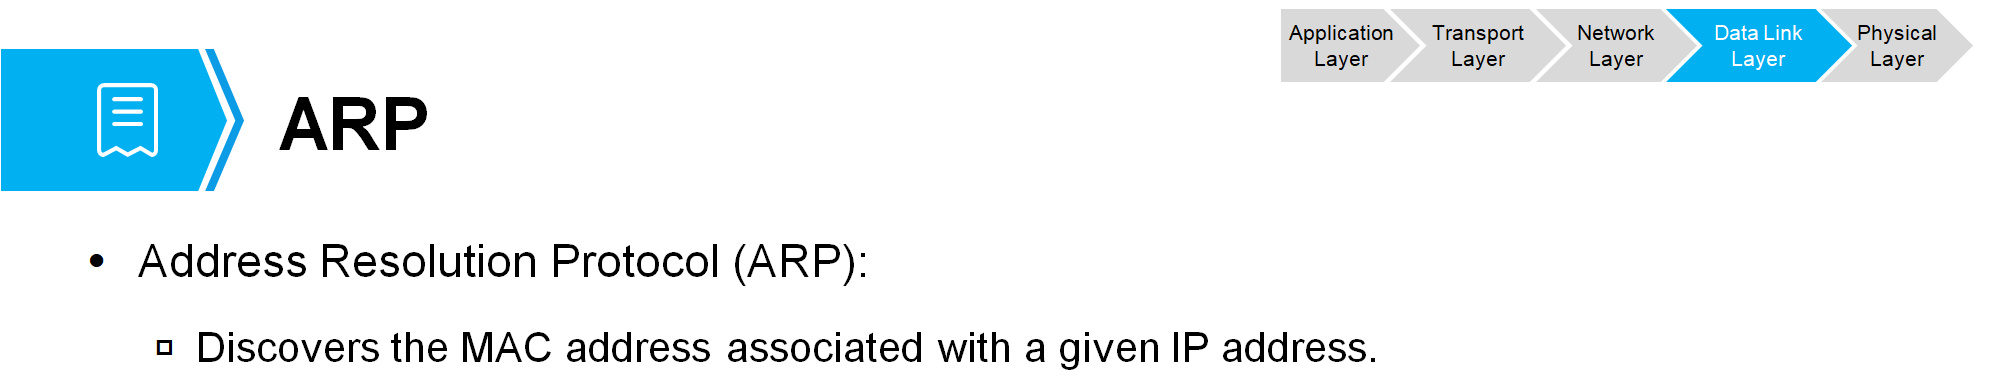 Application Layer
Transport Layer
Network Layer
Data Link Layer
Physical Layer
ARP
• Address Resolution Protocol (ARP):
▫ Discovers the MAC address associated with a given IP address.